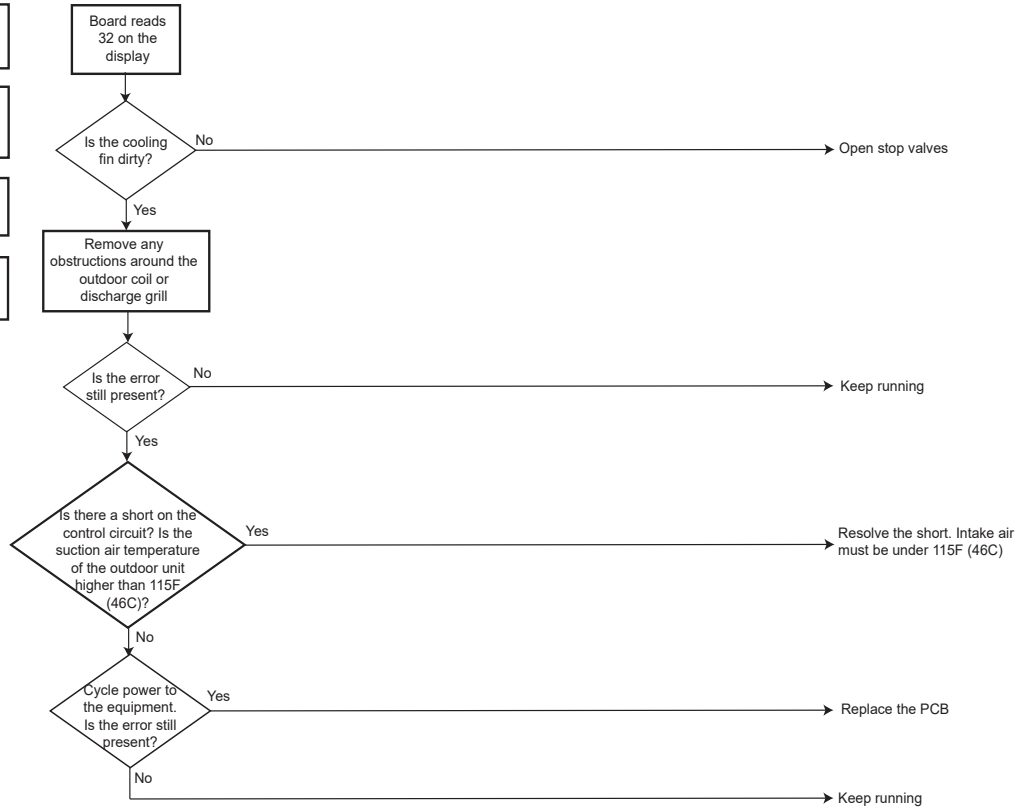 Board reads
32 on the
display
Is the cooling
fin dirty?
No
Open stop valves
Yes
Remove any
obstructions around the
outdoor coil or
discharge grill
Is the error
still present?
No
Keep running
Yes
Is there a short on the
control circuit? Is the
suction air temperature
of the outdoor unit
higher than 115F
(46C)?
Yes
Resolve the short. Intake air
must be under 115F (46C)
No
Cycle power to
the equipment.
Is the error still
present?
Yes
Replace the PCB
No
Keep running